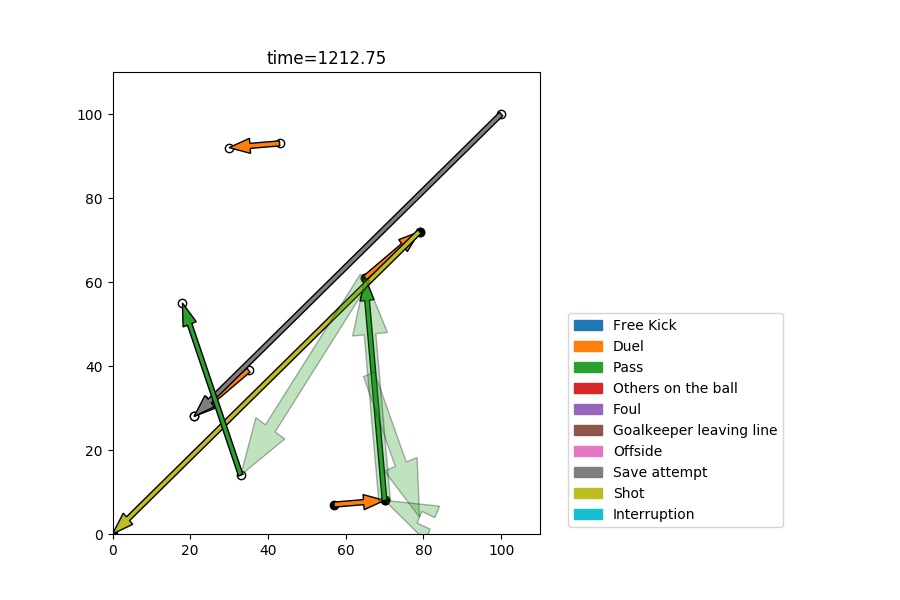 time=1212.75
100
80
60
40
20
0
0 20 40 60 80 100
Free Kick
Duel
Pass
Others on the ball
Foul
Goalkeeper leaving line
Offside
Save attempt
Shot
Interruption